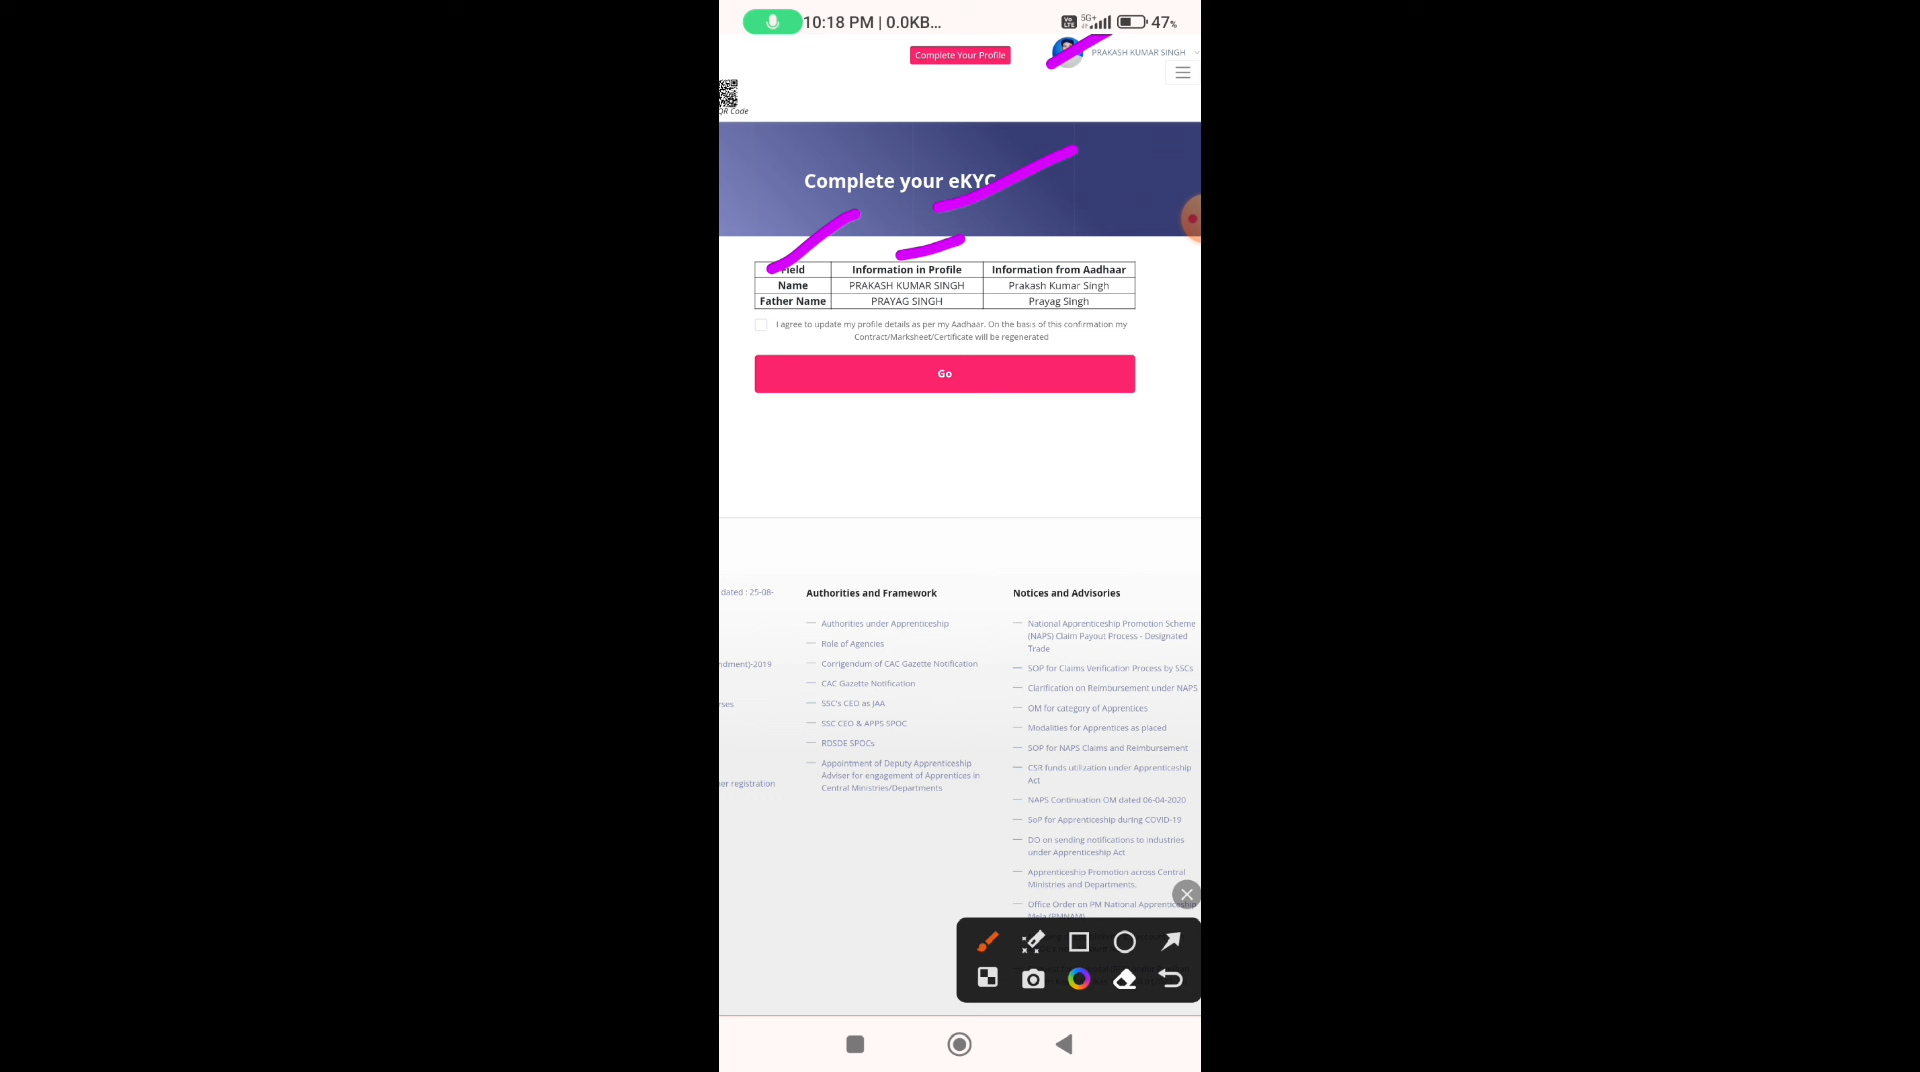 10:18 PM | 0.0KB...
Vo LTE 5G+ 47%
Complete Your Profile
PRAKASH KUMAR SINGH
QR Code
Complete your eKYC
Field Information in Profile Information from Aadhaar
Name PRAKASH KUMAR SINGH Prakash Kumar Singh
Father Name PRAYAG SINGH Prayag Singh
I agree to update my profile details as per my Aadhaar. On the basis of this confirmation my
Contract/Marksheet/Certificate will be regenerated
Go
dated : 25-08-
ndment)-2019
rses
er registration
Authorities and Framework
Authorities under Apprenticeship
Role of Agencies
Corrigendum of CAC Gazette Notification
CAC Gazette Notification
SSC's CEO as JAA
SSC CEO & APPS SPOC
RDSDE SPOCs
Appointment of Deputy Apprenticeship
Adviser for engagement of Apprentices in
Central Ministries/Departments
Notices and Advisories
National Apprenticeship Promotion Scheme
(NAPS) Claim Payout Process - Designated
Trade
SOP for Claims Verification Process by SSCs
Clarification on Reimbursement under NAPS
OM for category of Apprentices
Modalities for Apprentices as placed
SOP for NAPS Claims and Reimbursement
CSR funds utilization under Apprenticeship
Act
NAPS Continuation OM dated 06-04-2020
SoP for Apprenticeship during COVID-19
DO on sending notifications to industries
under Apprenticeship Act
Apprenticeship Promotion across Central
Ministries and Departments.
Office Order on PM National Apprenticeship
Mela (PMNAM)